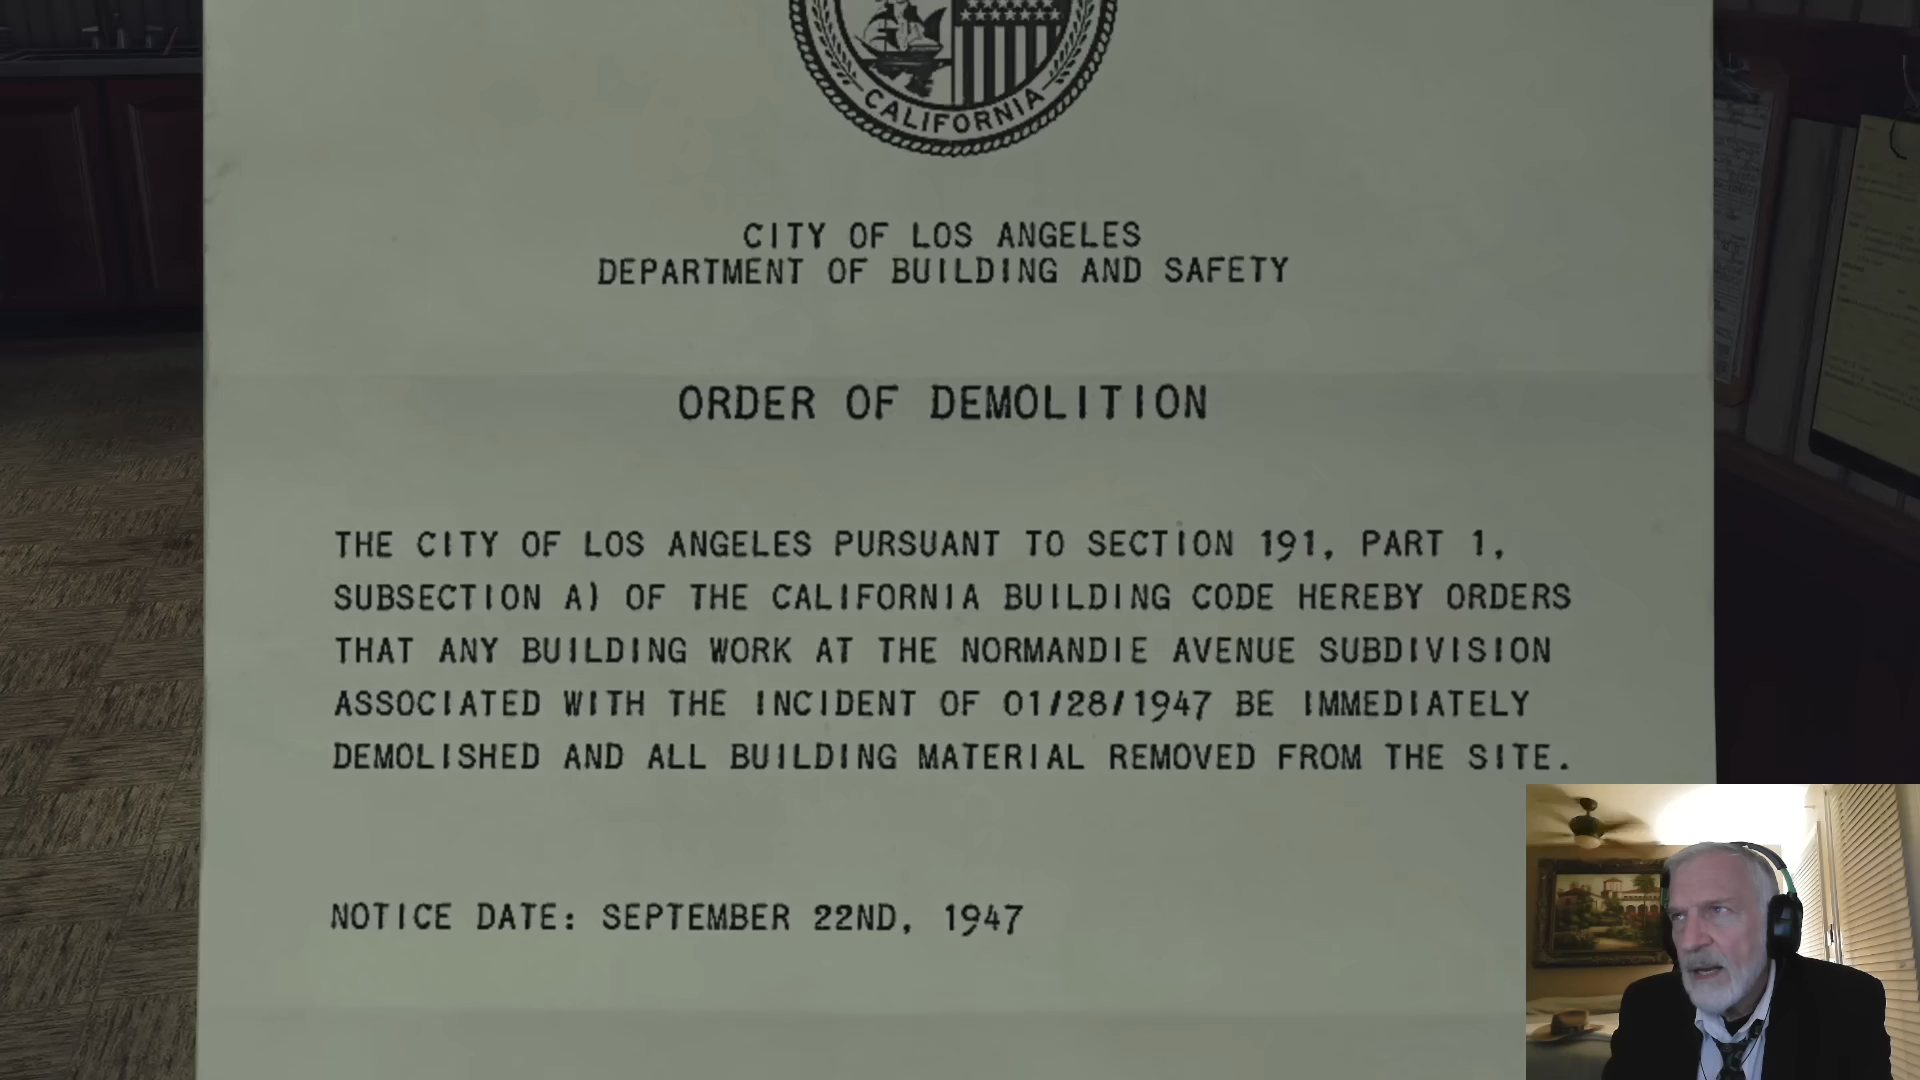 CALIFORNIA
CITY OF LOS ANGELES
DEPARTMENT OF BUILDING AND SAFETY
ORDER OF DEMOLITION
THE CITY OF LOS ANGELES PURSUANT TO SECTION 191, PART 1,
SUBSECTION A) OF THE CALIFORNIA BUILDING CODE HEREBY ORDERS
THAT ANY BUILDING WORK AT THE NORMANDIE AVENUE SUBDIVISION
ASSOCIATED WITH THE INCIDENT OF 01/28/1947 BE IMMEDIATELY
DEMOLISHED AND ALL BUILDING MATERIAL REMOVED FROM THE SITE.
NOTICE DATE: SEPTEMBER 22ND, 1947